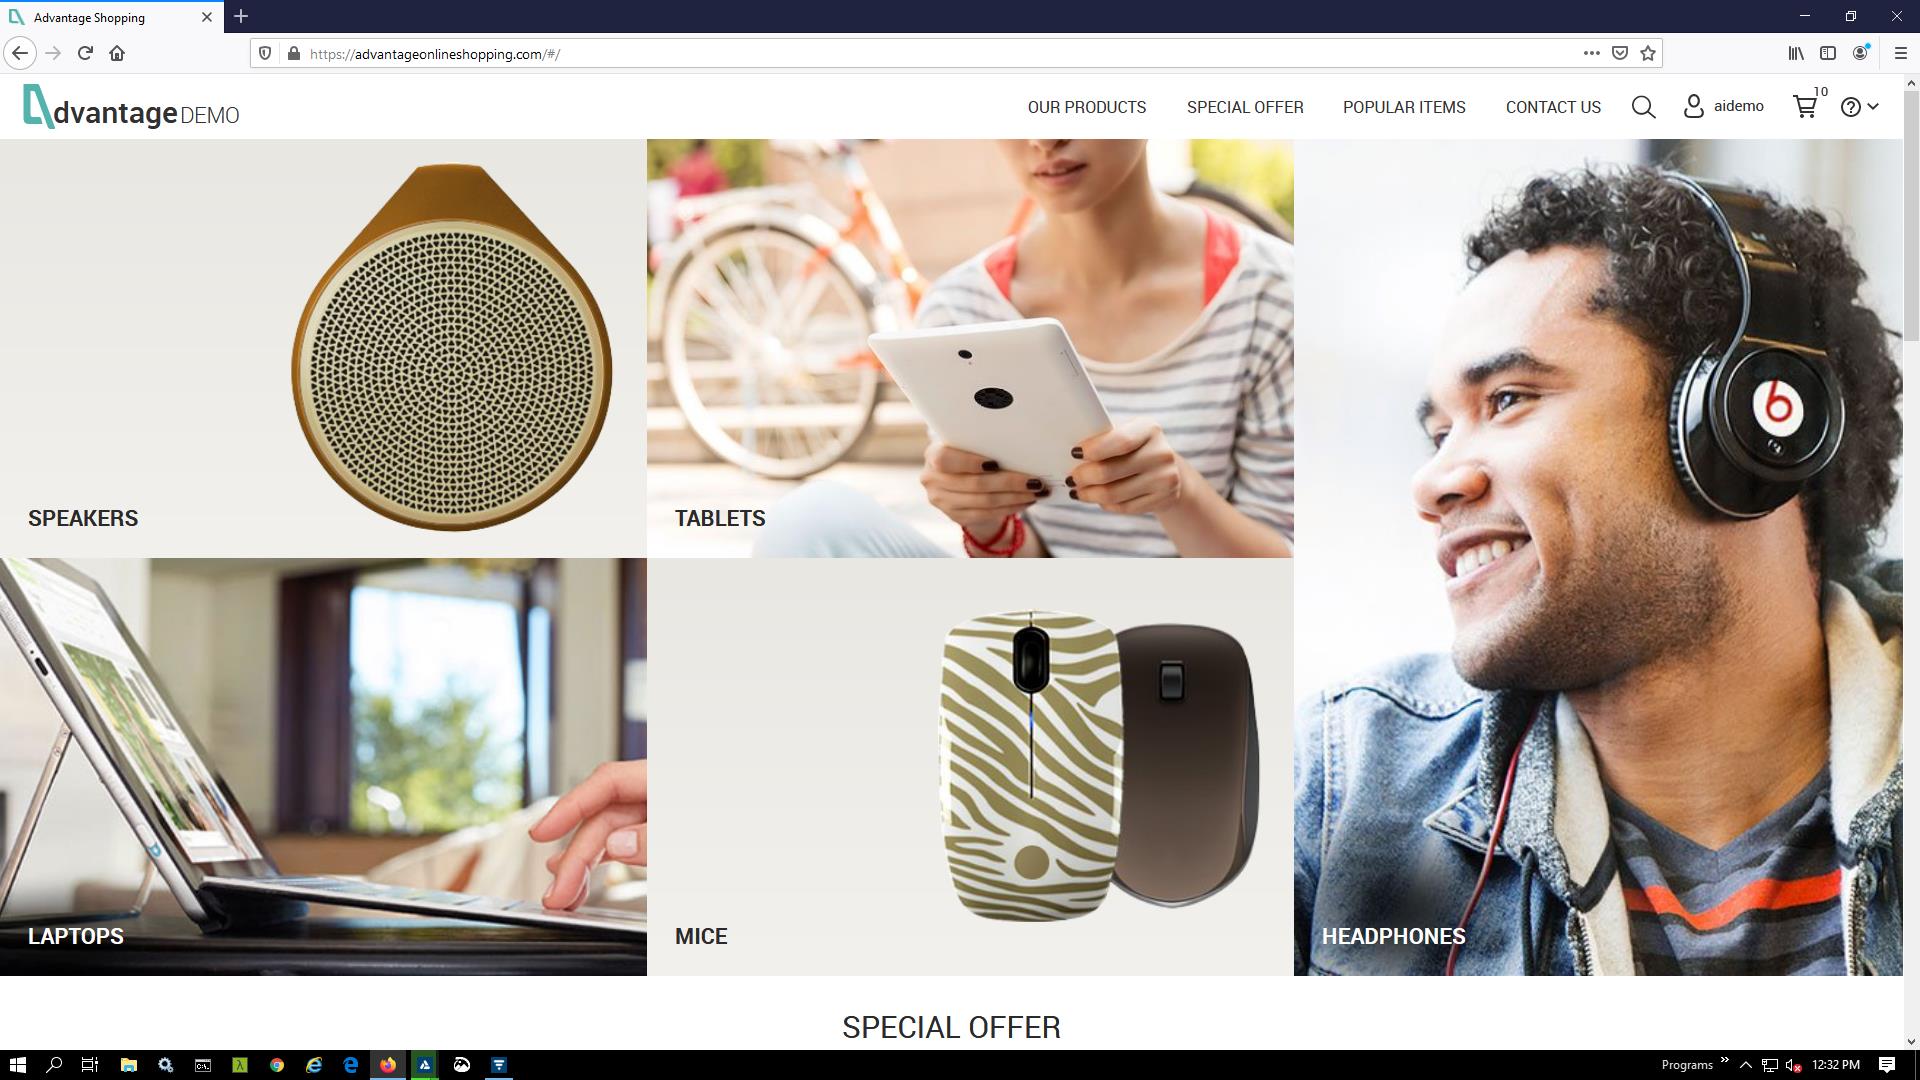 Advantage Shopping
https://advantageonlineshopping.com/#/
Advantage DEMO
OUR PRODUCTS
SPECIAL OFFER
POPULAR ITEMS
CONTACT US
aidemo
10
SPEAKERS
TABLETS
LAPTOPS
MICE
HEADPHONES
SPECIAL OFFER
Programs
12:32 PM